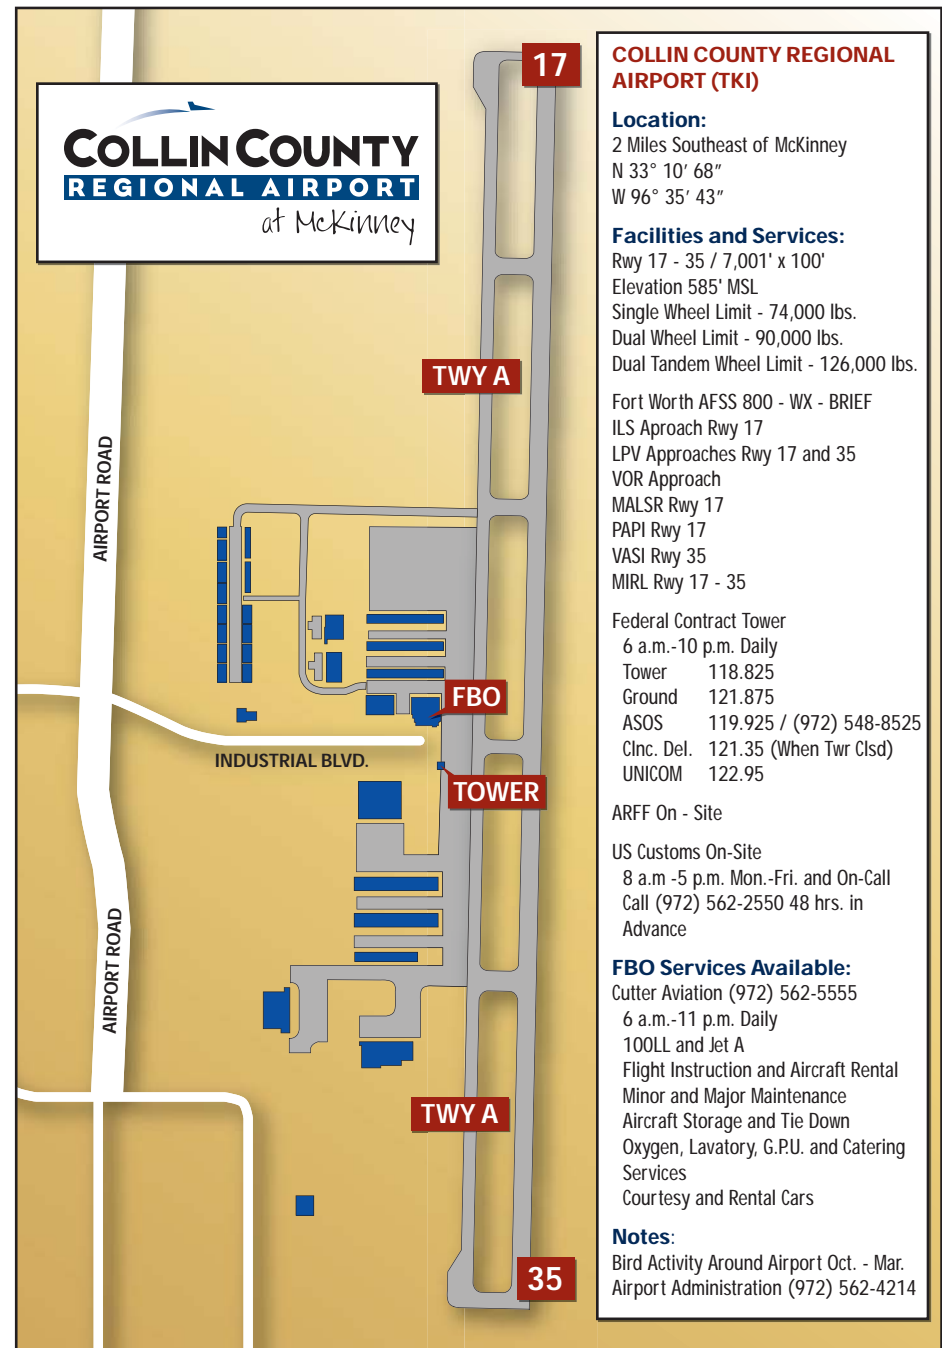 COLLIN COUNTY
REGIONAL AIRPORT
at McKinney
17
TWY A
AIRPORT ROAD
FBO
INDUSTRIAL BLVD.
TOWER
AIRPORT ROAD
TWY A
35
COLLIN COUNTY REGIONAL
AIRPORT (TKI)
Location:
2 Miles Southeast of McKinney
N 33° 10′ 68″
W 96° 35′ 43″
Facilities and Services:
Rwy 17 - 35 / 7,001' x 100'
Elevation 585' MSL
Single Wheel Limit - 74,000 lbs.
Dual Wheel Limit - 90,000 lbs.
Dual Tandem Wheel Limit - 126,000 lbs.
Fort Worth AFSS 800 - WX - BRIEF
ILS Aproach Rwy 17
LPV Approaches Rwy 17 and 35
VOR Approach
MALSR Rwy 17
PAPI Rwy 17
VASI Rwy 35
MIRL Rwy 17 - 35
Federal Contract Tower
6 a.m.-10 p.m. Daily
Tower 118.825
Ground 121.875
ASOS 119.925 / (972) 548-8525
Clnc. Del. 121.35 (When Twr Clsd)
UNICOM 122.95
ARFF On - Site
US Customs On-Site
8 a.m -5 p.m. Mon.-Fri. and On-Call
Call (972) 562-2550 48 hrs. in
Advance
FBO Services Available:
Cutter Aviation (972) 562-5555
6 a.m.-11 p.m. Daily
100LL and Jet A
Flight Instruction and Aircraft Rental
Minor and Major Maintenance
Aircraft Storage and Tie Down
Oxygen, Lavatory, G.P.U. and Catering
Services
Courtesy and Rental Cars
Notes:
Bird Activity Around Airport Oct. - Mar.
Airport Administration (972) 562-4214